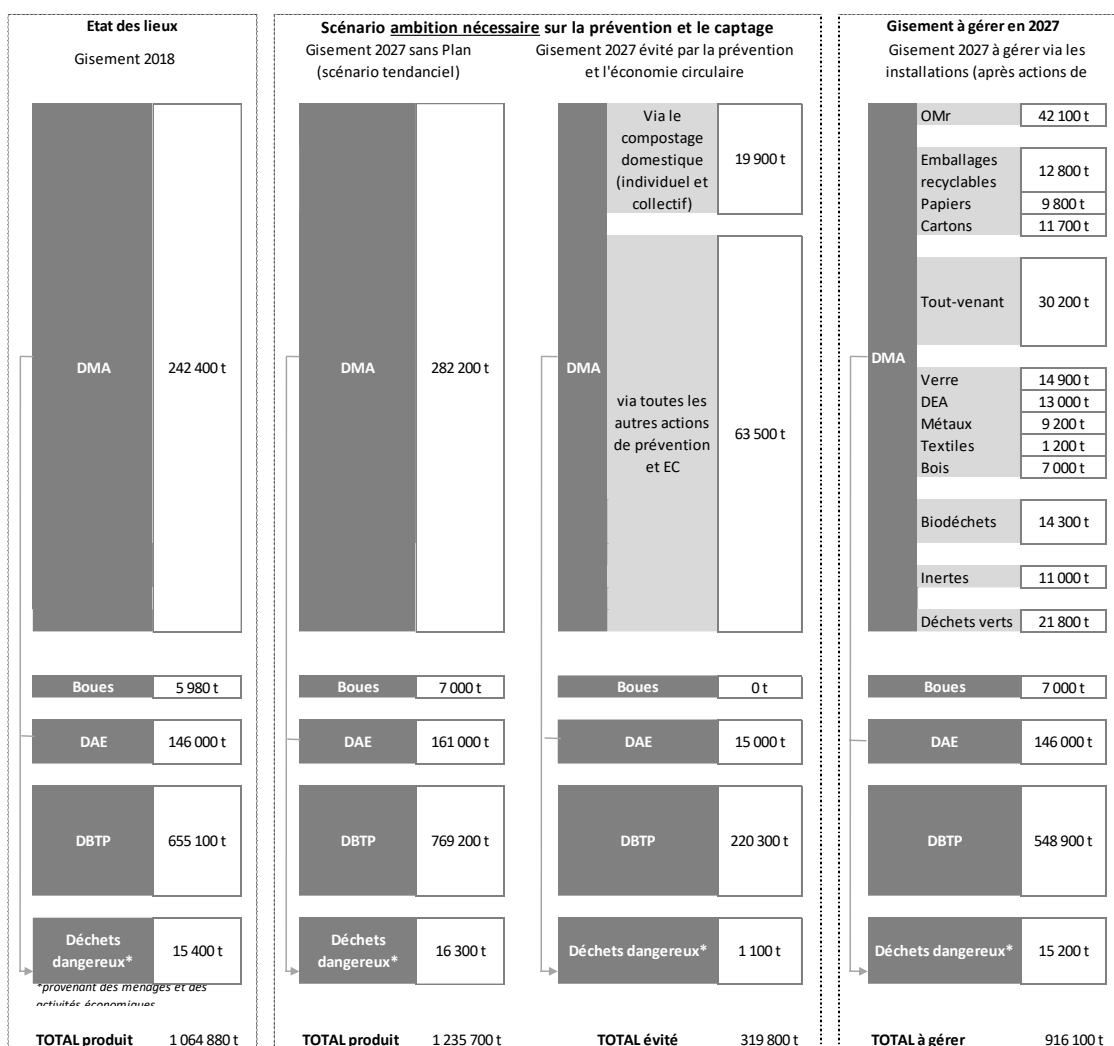 Etat des lieux
Gisement 2018
DMA 242 400 t
Boues 5 980 t
DAE 146 000 t
DBTP 655 100 t
Déchets
dangereux* 15 400 t
*provenant des ménages et des
activités économiques
TOTAL produit 1 064 880 t
Scénario ambition nécessaire sur la prévention et le captage
Gisement 2027 sans Plan
(scénario tendanciel)
DMA 282 200 t
Boues 7 000 t
DAE 161 000 t
DBTP 769 200 t
Déchets
dangereux* 16 300 t
TOTAL produit 1 235 700 t
Gisement 2027 évité par la prévention
et l'économie circulaire
DMA
Via le
compostage
domestique
(individuel et
collectif)
19 900 t
via toutes les
autres actions
de prévention
et EC
63 500 t
Boues 0 t
DAE 15 000 t
DBTP 220 300 t
Déchets dangereux* 1 100 t
TOTAL évité 319 800 t
Gisement à gérer en 2027
Gisement 2027 à gérer via les
installations (après actions de
DMA
OMr 42 100 t
Emballages
recyclables 12 800 t
Papiers 9 800 t
Cartons 11 700 t
Tout-venant 30 200 t
Verre 14 900 t
DEA 13 000 t
Métaux 9 200 t
Textiles 1 200 t
Bois 7 000 t
Biodéchets 14 300 t
Inertes 11 000 t
Déchets verts 21 800 t
Boues 7 000 t
DAE 146 000 t
DBTP 548 900 t
Déchets dangereux* 15 200 t
TOTAL à gérer 916 100 t